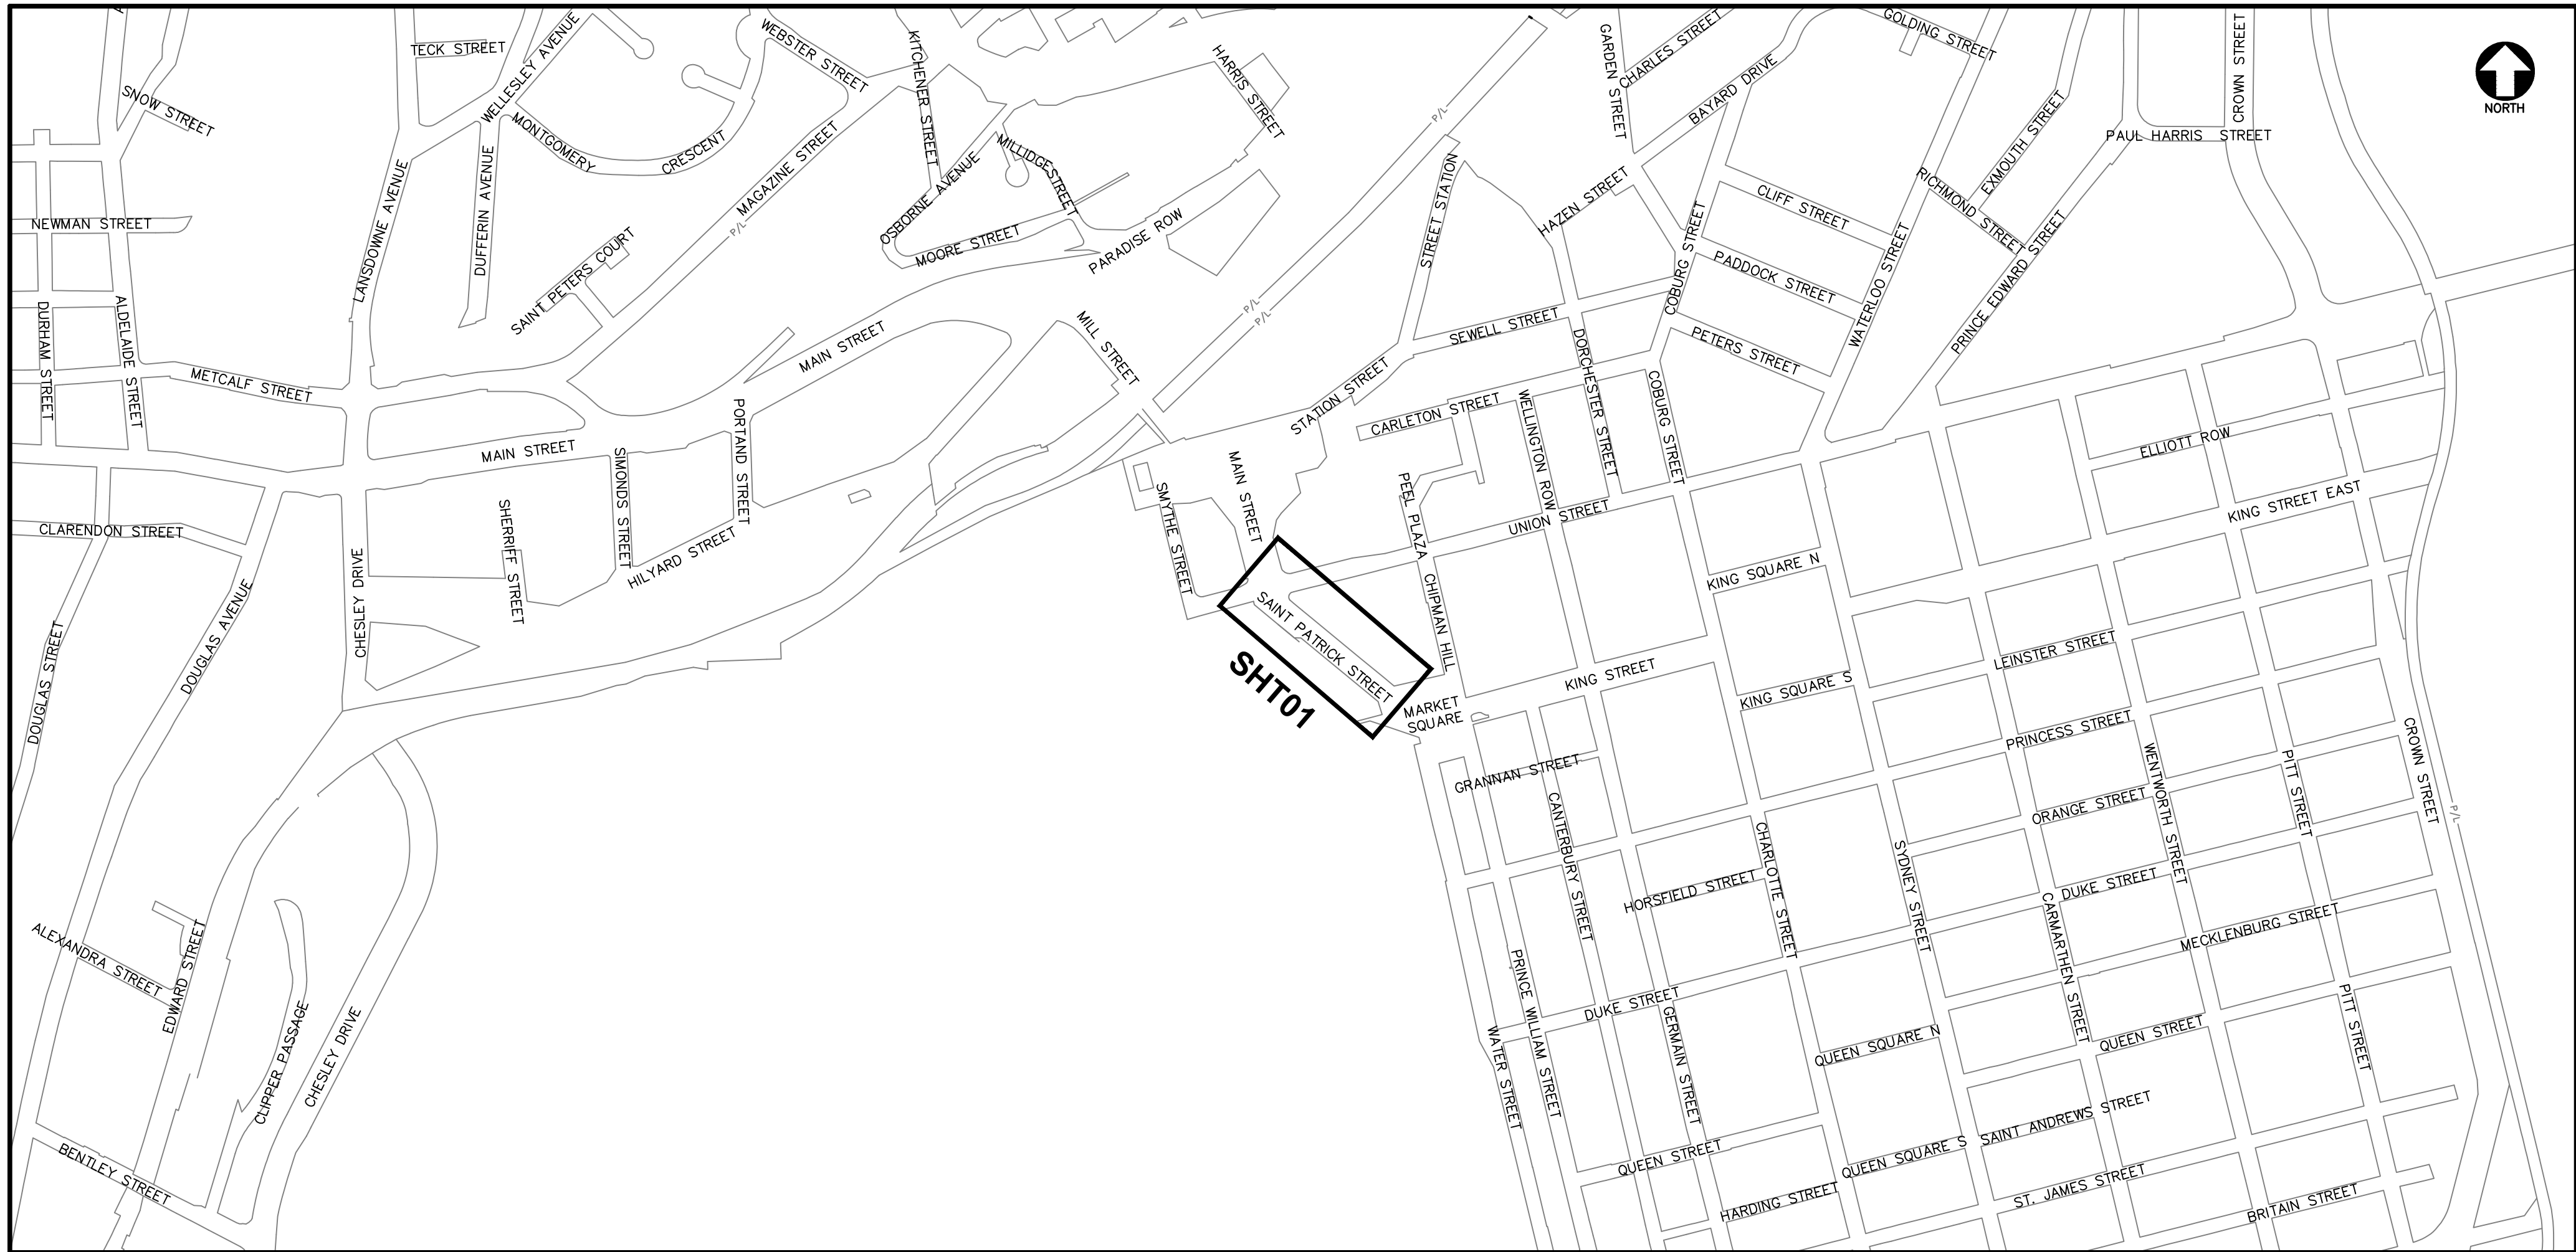 TECK STREET
WELLESLEY AVENUE
WEBSTER STREET
KITCHENER STREET
HARRIS STREET
GARDEN STREET
CHARLES STREET
GOLDING STREET
CROWN STREET
NORTH
SNOW STREET
MONTGOMERY
CRESCENT
MAGAZINE STREET
P/L
BAYARD DRIVE
EXMOUTH STREET
PAUL HARRIS STREET
LANSDOWNE AVENUE
DUFFERIN AVENUE
OSBORNE AVENUE
MILLIDGE STREET
STREET STATION
HAZEN STREET
CLIFF STREET
RICHMOND STREET
NEWMAN STREET
SAINT PETERS COURT
P/L
MOORE STREET
PARADISE ROW
COBURG STREET
PADDOCK STREET
WATERLOO STREET
PRINCE EDWARD STREET
DURHAM STREET
ALDELAIDE STREET
METCALF STREET
MAIN STREET
MILL STREET
P/L
P/L
SEWELL STREET
DORCHESTER STREET
PETERS STREET
STATION STREET
CARLETON STREET
WELLINGTON ROW
COBURG STREET
PORTAND STREET
MAIN STREET
SIMONDS STREET
MAIN STREET
PEEL PLAZA
UNION STREET
ELLIOTT ROW
KING STREET EAST
CLARENDON STREET
SHERRIFF STREET
HILYARD STREET
SMYTHE STREET
CHESLEY DRIVE
DOUGLAS AVENUE
DOUGLAS STREET
SAINT PATRICK STREET
SHT01
CHIPMAN HILL
KING SQUARE N
KING STREET
KING SQUARE S
LEINSTER STREET
MARKET
SQUARE
PRINCESS STREET
WENTWORTH STREET
PITT STREET
CROWN STREET
P/L
GRANNAN STREET
CANTERBURY STREET
CHARLOTTE STREET
ORANGE STREET
SYDNEY STREET
HORSFIELD STREET
DUKE STREET
CARMARTHEN STREET
MECKLENBURG STREET
ALEXANDRA STREET
EDWARD STREET
CLIPPER PASSAGE
CHESLEY DRIVE
PRINCE WILLIAM STREET
DUKE STREET
WATER STREET
GERMAIN STREET
QUEEN SQUARE N
QUEEN STREET
PITT STREET
BENTLEY STREET
QUEEN STREET
QUEEN SQUARE S
SAINT ANDREWS STREET
HARDING STREET
ST. JAMES STREET
BRITAIN STREET